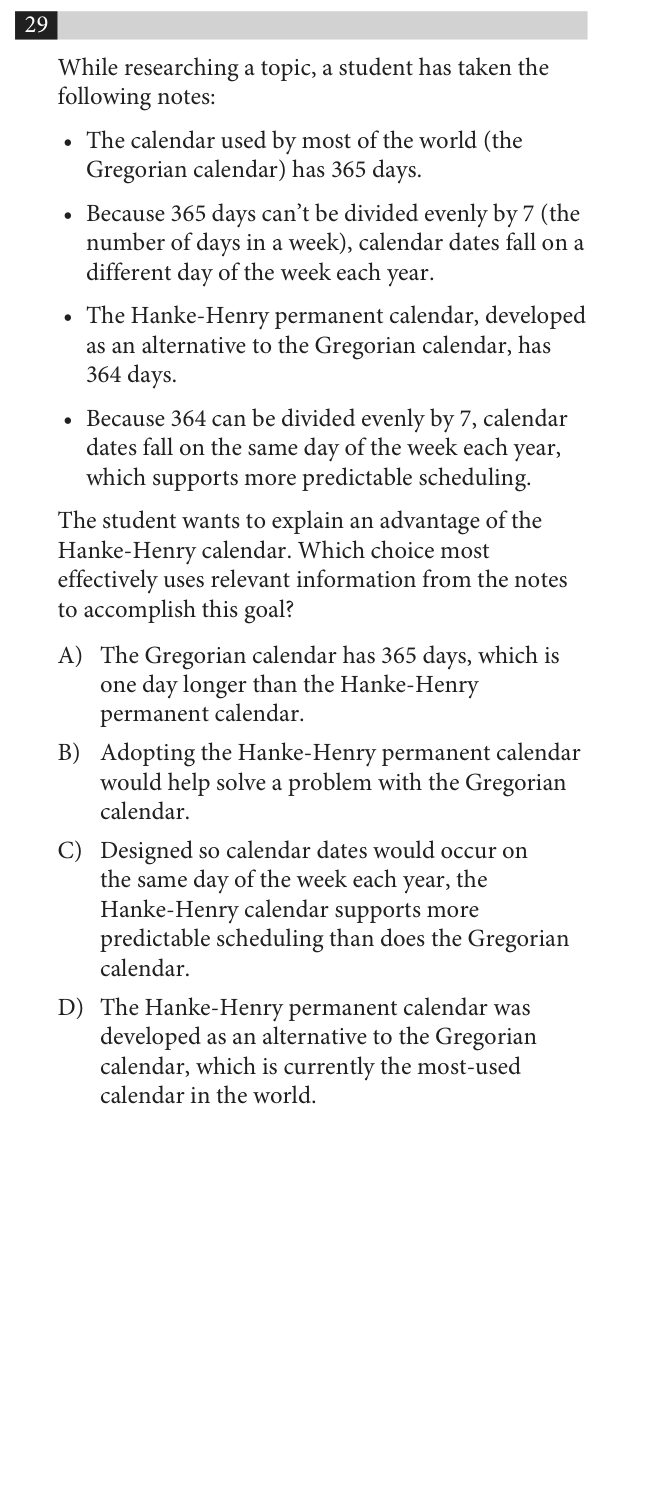 29
While researching a topic, a student has taken the
following notes:
• The calendar used by most of the world (the
Gregorian calendar) has 365 days.
• Because 365 days can’t be divided evenly by 7 (the
number of days in a week), calendar dates fall on a
different day of the week each year.
• The Hanke-Henry permanent calendar, developed
as an alternative to the Gregorian calendar, has
364 days.
• Because 364 can be divided evenly by 7, calendar
dates fall on the same day of the week each year,
which supports more predictable scheduling.
The student wants to explain an advantage of the
Hanke-Henry calendar. Which choice most
effectively uses relevant information from the notes
to accomplish this goal?
A) The Gregorian calendar has 365 days, which is
one day longer than the Hanke-Henry
permanent calendar.
B) Adopting the Hanke-Henry permanent calendar
would help solve a problem with the Gregorian
calendar.
C) Designed so calendar dates would occur on
the same day of the week each year, the
Hanke-Henry calendar supports more
predictable scheduling than does the Gregorian
calendar.
D) The Hanke-Henry permanent calendar was
developed as an alternative to the Gregorian
calendar, which is currently the most-used
calendar in the world.